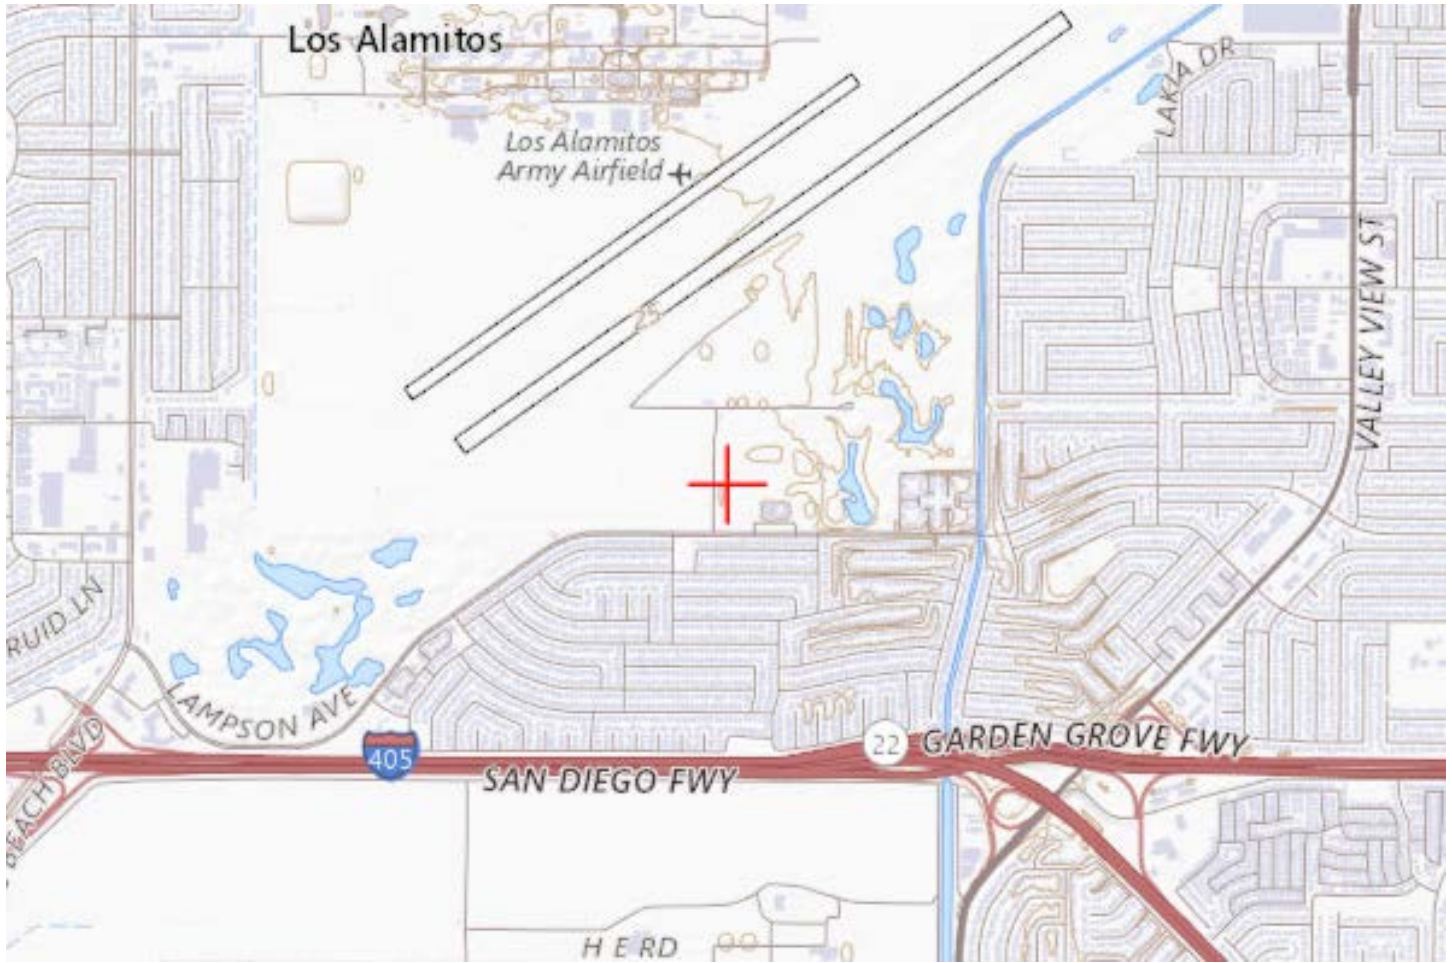 Los Alamitos
LAKIA DR
Los Alamitos
Army Airfield
VALLEY VIEW ST
RUID LN
LAMPSON AVE
BEACH BLVD
405
22
GARDEN GROVE FWY
SAN DIEGO FWY
H E RD